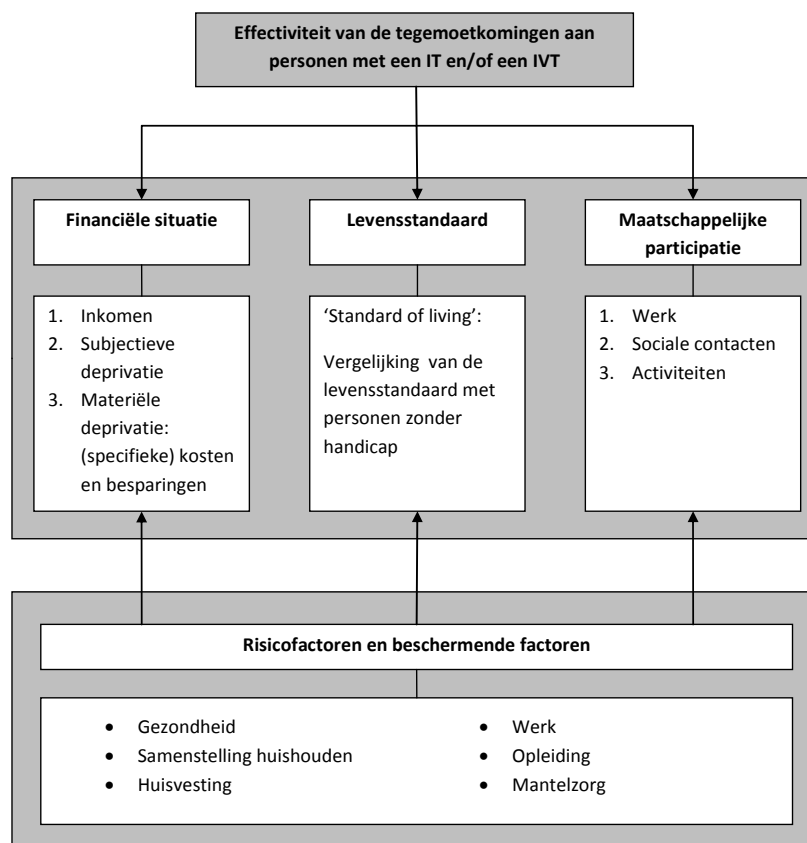 Effectiviteit van de tegemoetkomingen aan
personen met een IT en/of een IVT
Financiële situatie
Levensstandaard
Maatschappelijke
participatie
1. Inkomen
2. Subjectieve
deprivatie
3. Materiële
deprivatie:
(specifieke) kosten
en besparingen
‘Standard of living’:
Vergelijking van de
levensstandaard met
personen zonder
handicap
1. Werk
2. Sociale contacten
3. Activiteiten
Risicofactoren en beschermende factoren
• Gezondheid
• Samenstelling huishouden
• Huisvesting
• Werk
• Opleiding
• Mantelzorg